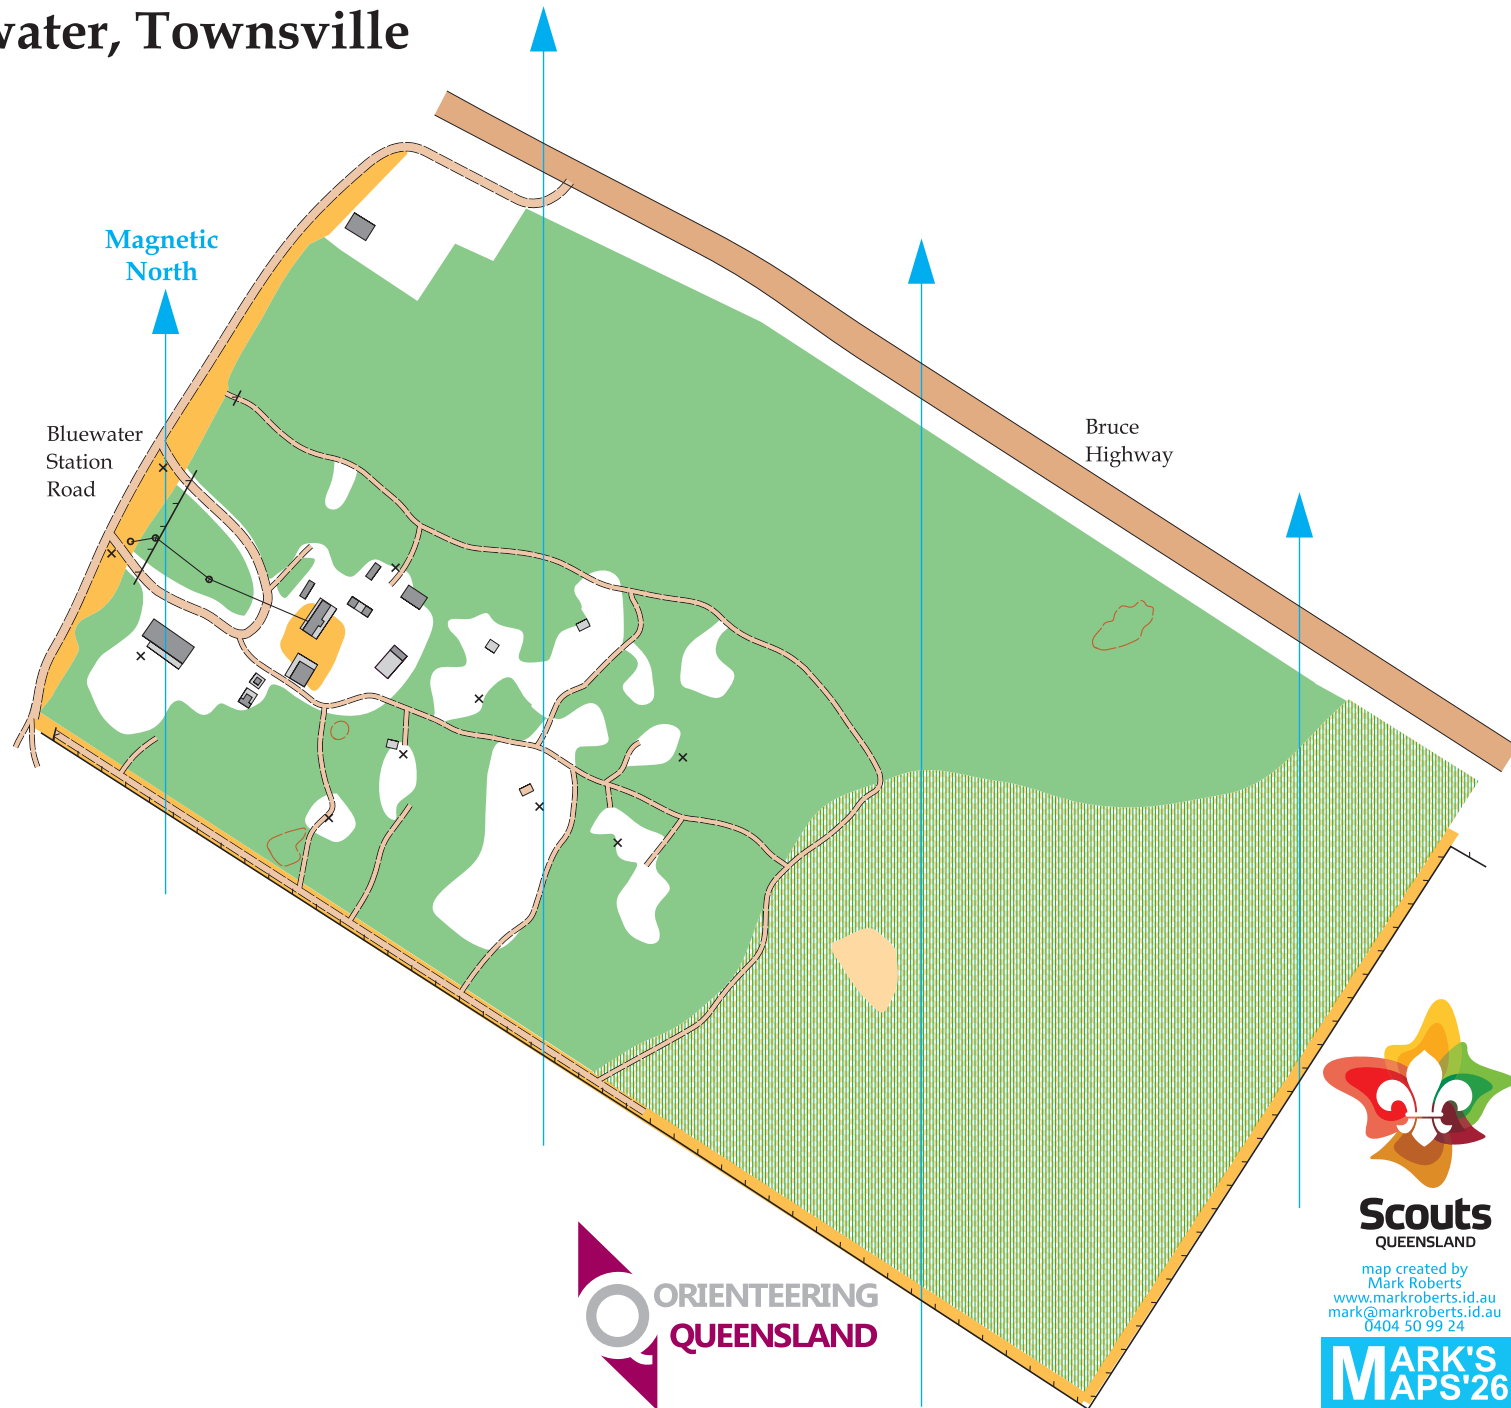 water, Townsville
Magnetic
North
Bluewater
Station
Road
Bruce
Highway
Scouts
QUEENSLAND
map created by
Mark Roberts
www.markroberts.id.au
mark@markroberts.id.au
0404 50 99 24
ORIENTEERING
QUEENSLAND
MARK'S
MAPS'26